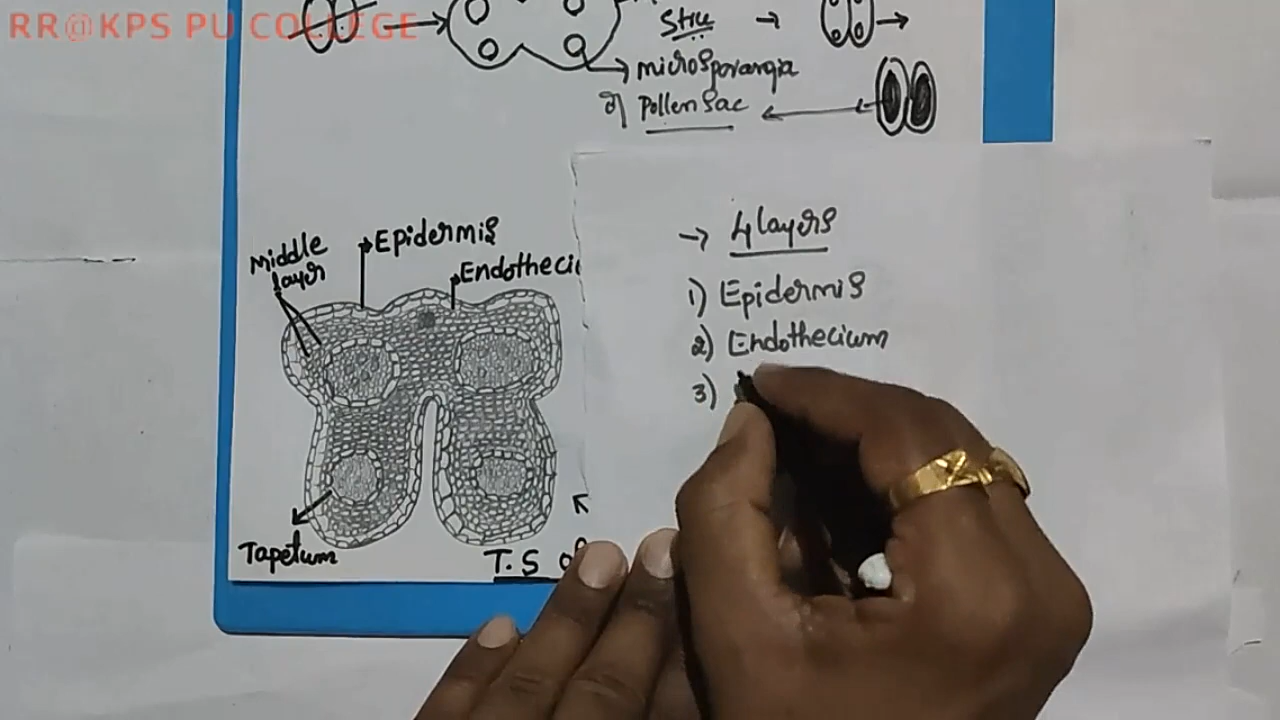 RR@KPS PU COLLEGE
→ microsporangia
Pollen sac
Middle layer
Epidermis
Endotheci
Tapetum
T.S of
→ 4 layers
1) Epidermis
2) Endothecium
3)